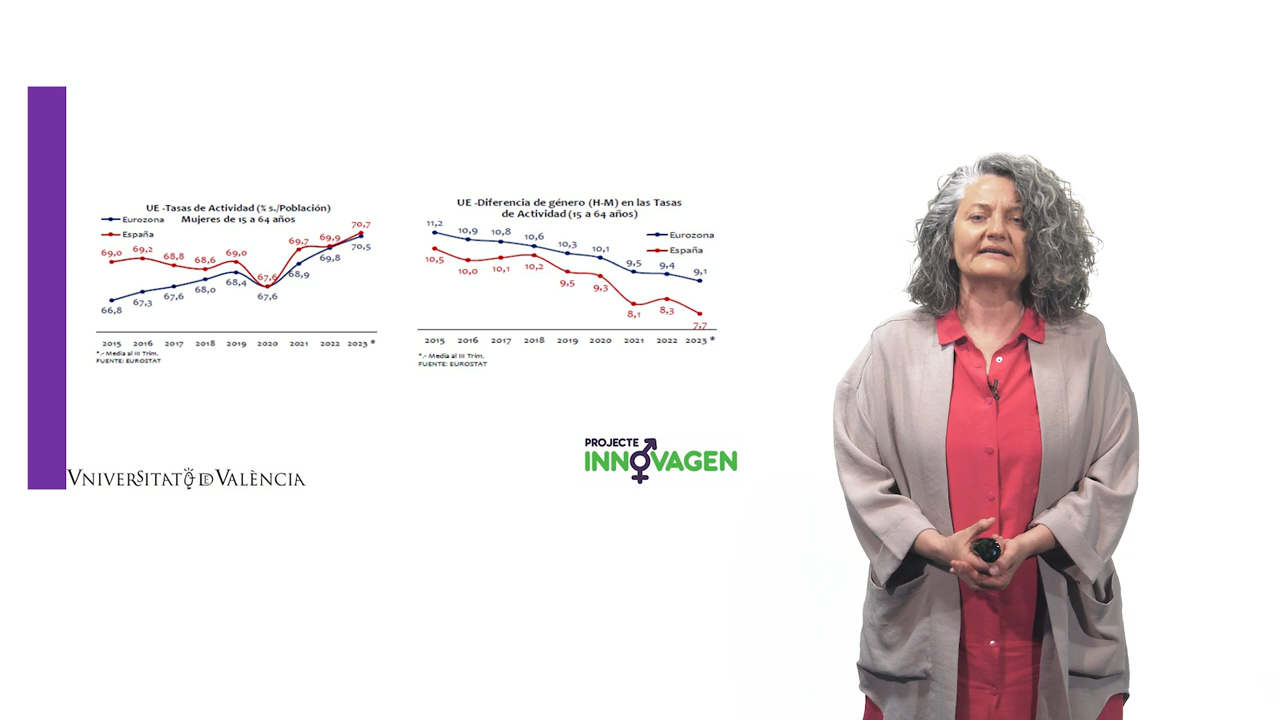 UE -Tasas de Actividad (% s./Población)
Mujeres de 15 a 64 años
Eurozona
España
69,0 69,2 68,8 68,6 69,0 67,6 69,7 69,9 70,7
66,8 67,3 67,6 68,0 68,4 67,6 68,9 69,8 70,5
2015 2016 2017 2018 2019 2020 2021 2022 2023 *
*.- Media al III Trim.
FUENTE: EUROSTAT
UE -Diferencia de género (H-M) en las Tasas
de Actividad (15 a 64 años)
Eurozona
España
11,2 10,9 10,8 10,6 10,3 10,1 9,5 9,4 9,1
10,5 10,0 10,1 10,2 9,5 9,3 8,1 8,3 7,7
2015 2016 2017 2018 2019 2020 2021 2022 2023 *
*.- Media al III Trim.
FUENTE: EUROSTAT
PROJECTE
INNOVAGEN
VNIVERSITAT DE VALÈNCIA